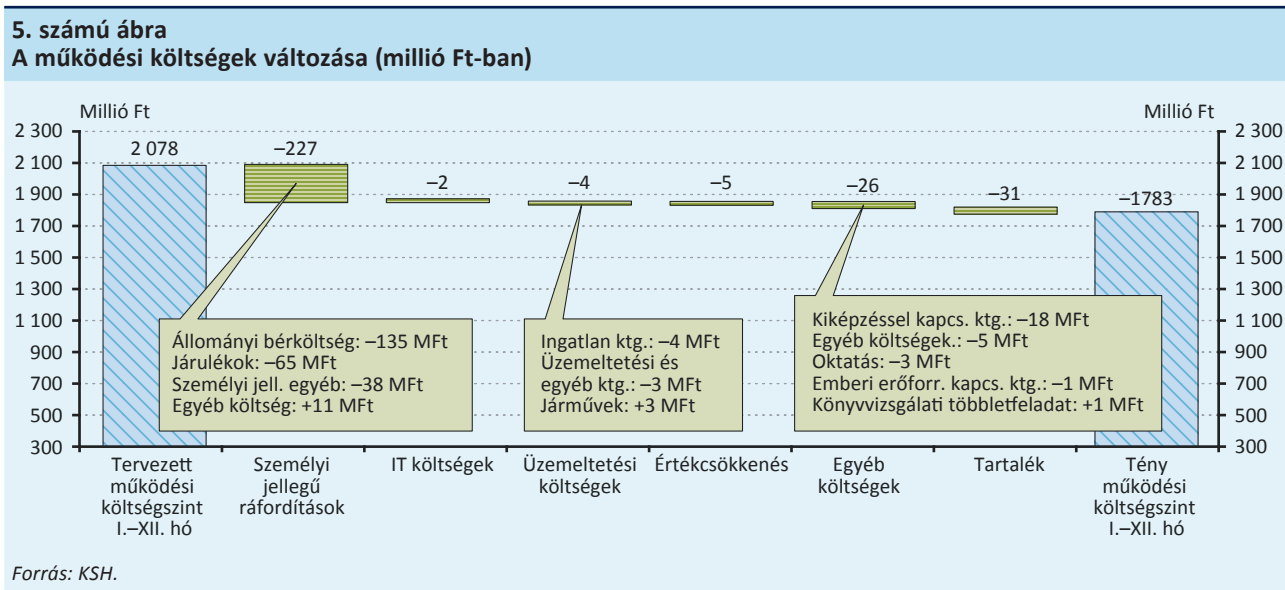 5. számú ábra
A működési költségek változása (millió Ft-ban)
Millió Ft
Millió Ft
2 300
2 100
1 900
1 700
1 500
1 300
1 100
900
700
500
300
2 300
2 100
1 900
1 700
1 500
1 300
1 100
900
700
500
300
2 078
–227
–2
–4
–5
–26
–31
–1783
Állományi bérköltség: –135 MFt
Járulékok: –65 MFt
Személyi jell. egyéb: –38 MFt
Egyéb költség: +11 MFt
Ingatlan ktg.: –4 MFt
Üzemeltetési és
egyéb ktg.: –3 MFt
Járművek: +3 MFt
Kiképzéssel kapcs. ktg.: –18 MFt
Egyéb költségek.: –5 MFt
Oktatás: –3 MFt
Emberi erőforr. kapcs. ktg.: –1 MFt
Könyvvizsgálati többletfeladat: +1 MFt
Tervezett
működési
költségszint
I.–XII. hó
Személyi
jellegű
ráfordítások
IT költségek
Üzemeltetési
költségek
Értékcsökkenés
Egyéb
költségek
Tartalék
Tény
működési
költségszint
I.–XII. hó
Forrás: KSH.